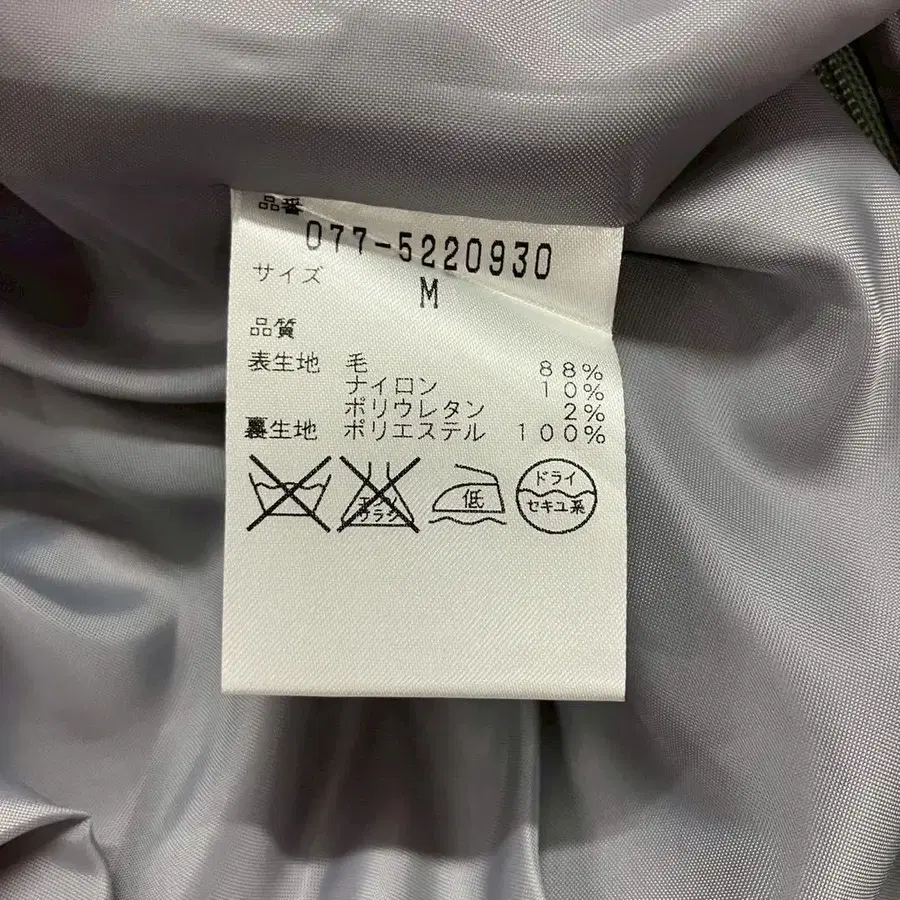 品番
077-5220930
サイズ
M
品質
表生地 毛 88%
ナイロン 10%
ポリウレタン 2%
裏生地 ポリエステル 100%
エンソ
サラシ
低
ドライ
セキユ系